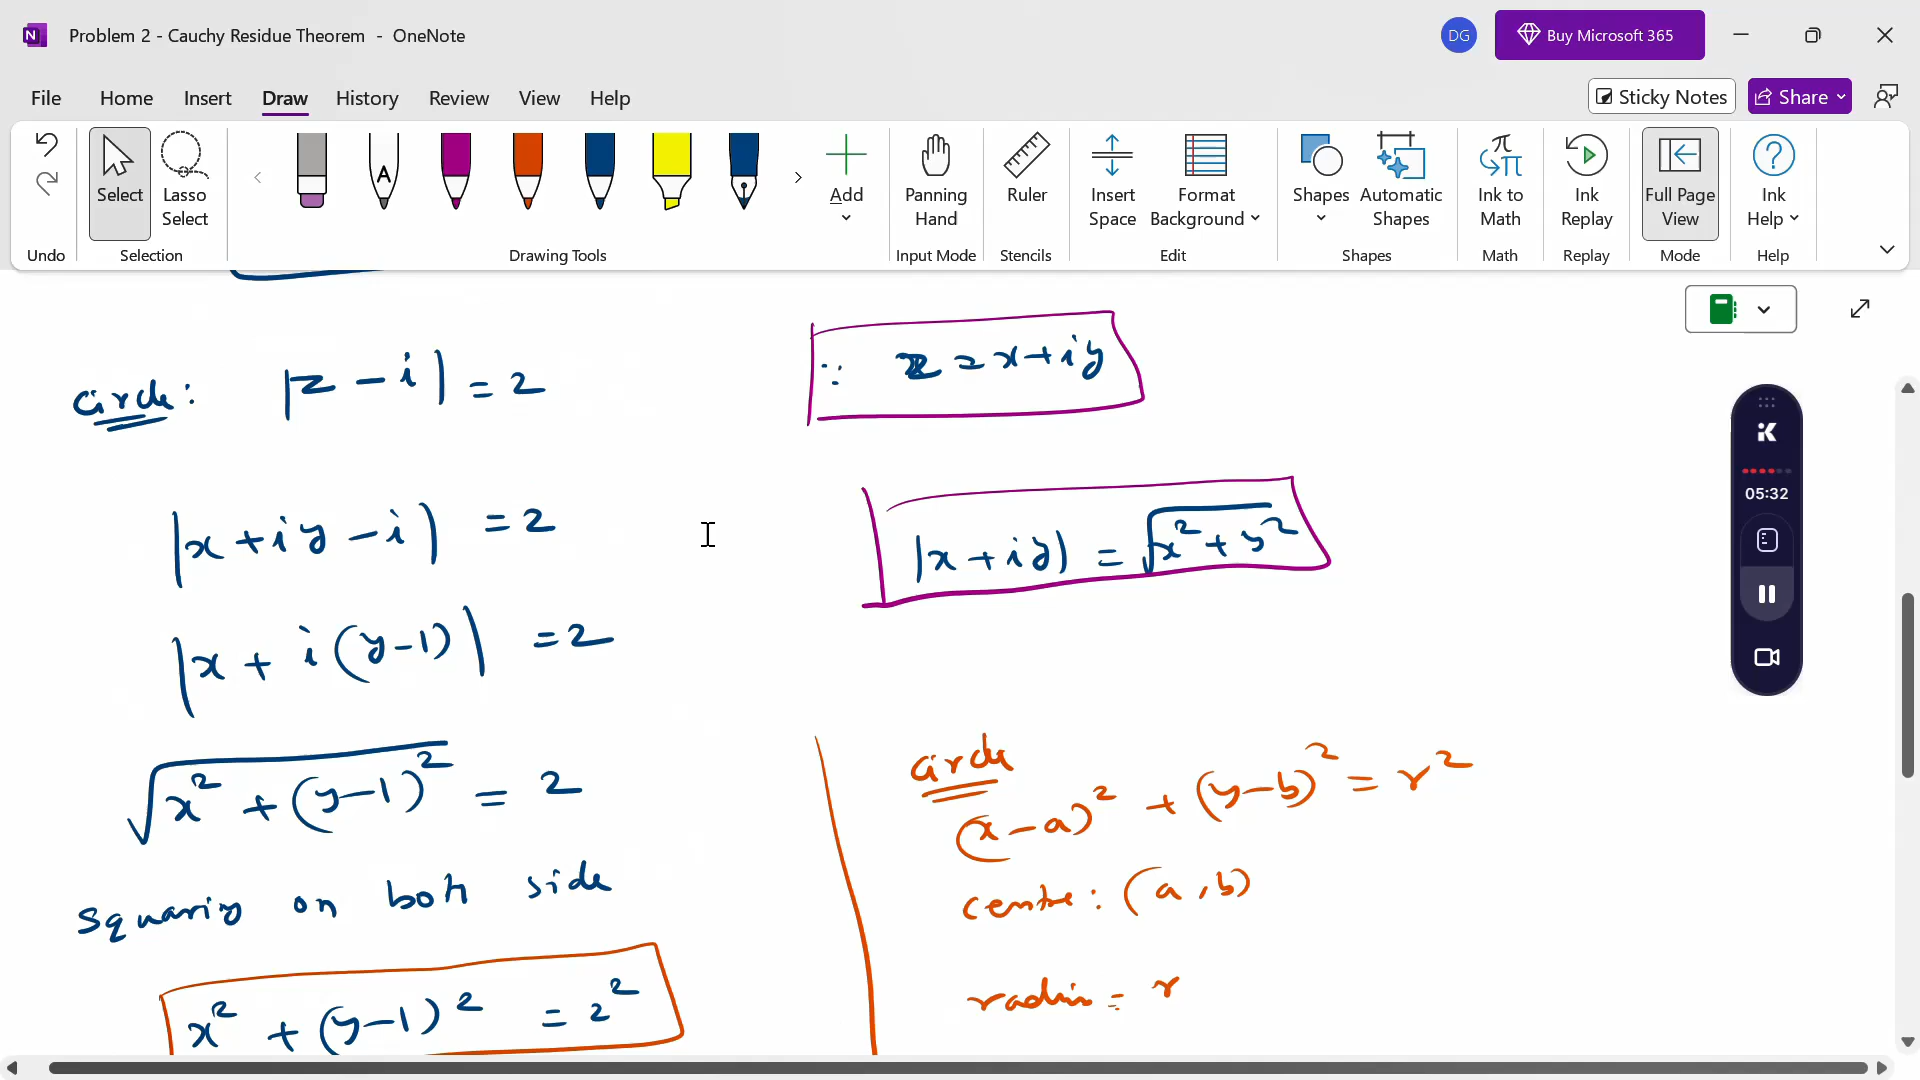 Problem 2 - Cauchy Residue Theorem - OneNote
DG
Buy Microsoft 365
File Home Insert Draw History Review View Help
Sticky Notes
Share
Select
Lasso Select
Add
Panning Hand
Ruler
Insert Space
Format Background
Shapes
Automatic Shapes
Ink to Math
Ink Replay
Full Page View
Ink Help
Undo
Selection
Drawing Tools
Input Mode
Stencils
Edit
Shapes
Math
Replay
Mode
Help
05:32
circle: |z - i| = 2
∵ z = x + iy
|x + iy - i| = 2
|x + iy| = √(x² + y²)
|x + i(y-1)| = 2
√(x² + (y-1)²) = 2
Squaring on both side
x² + (y-1)² = 2²
circle
(x-a)² + (y-b)² = r²
centre: (a, b)
radius = r